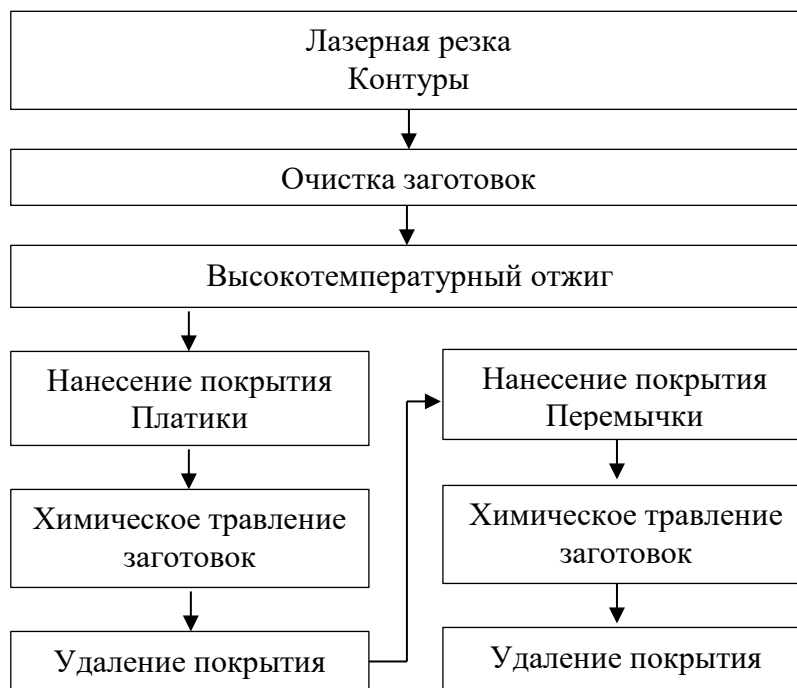 Лазерная резка
Контуры
Очистка заготовок
Высокотемпературный отжиг
Нанесение покрытия
Платики
Химическое травление
заготовок
Удаление покрытия
Нанесение покрытия
Перемычки
Химическое травление
заготовок
Удаление покрытия